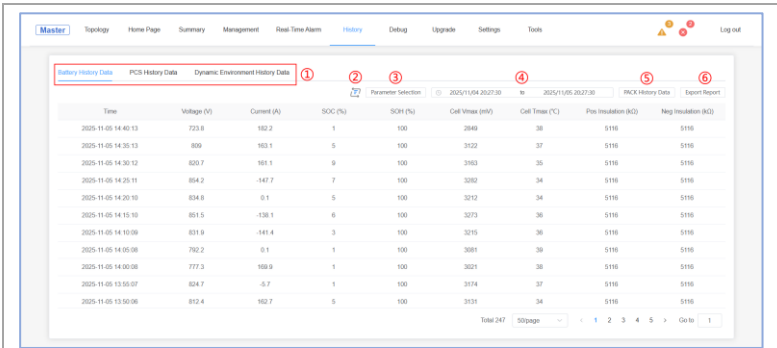 Master Topology Home Page Summary Management Real-Time Alarm History Debug Upgrade Settings Tools Log out
Battery History Data PCS History Data Dynamic Environment History Data ① ② ③ ④ ⑤ ⑥
Parameter Selection 2025/11/04 20:27:30 to 2025/11/05 20:27:30 PACK History Data Export Report
Time Voltage (V) Current (A) SOC (%) SOH (%) Cell Vmax (mV) Cell Tmax (℃) Pos Insulation (kΩ) Neg Insulation (kΩ)
2025-11-05 14:40:13 723.8 182.2 1 100 2849 38 5116 5116
2025-11-05 14:35:13 809 163.1 5 100 3122 37 5116 5116
2025-11-05 14:30:12 820.7 161.1 9 100 3163 35 5116 5116
2025-11-05 14:25:11 854.2 -147.7 7 100 3282 34 5116 5116
2025-11-05 14:20:10 834.8 0.1 5 100 3212 34 5116 5116
2025-11-05 14:15:10 851.5 -138.1 6 100 3273 36 5116 5116
2025-11-05 14:10:09 831.9 -141.4 3 100 3215 36 5116 5116
2025-11-05 14:05:08 792.2 0.1 1 100 3081 39 5116 5116
2025-11-05 14:00:08 777.3 169.9 1 100 3021 38 5116 5116
2025-11-05 13:55:07 824.7 -5.7 1 100 3174 37 5116 5116
2025-11-05 13:50:06 812.4 162.7 5 100 3131 34 5116 5116
Total 247 50/page < 1 2 3 4 5 > Go to 1